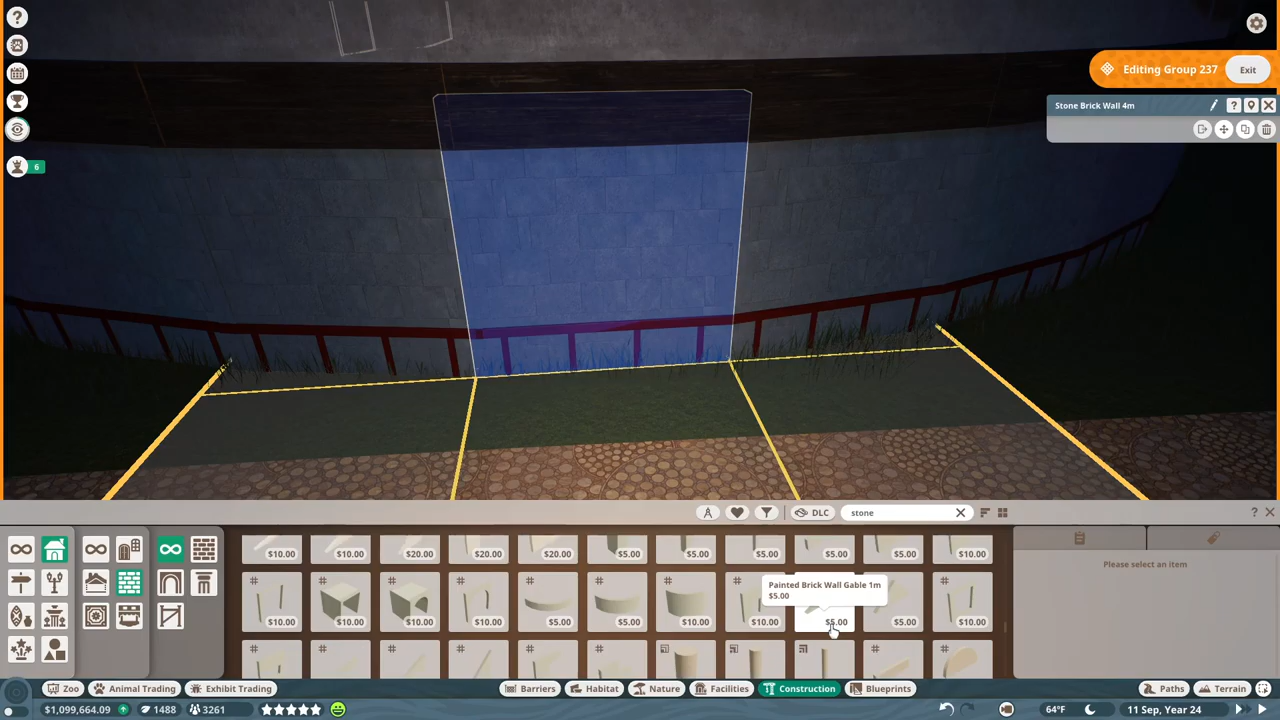 Editing Group 237
Exit
Stone Brick Wall 4m
?
6
DLC
stone
?
$10.00 $10.00 $20.00 $20.00 $20.00 $5.00 $5.00 $5.00 $5.00 $5.00 $10.00
Please select an item
Painted Brick Wall Gable 1m
$5.00
$10.00 $10.00 $10.00 $10.00 $5.00 $5.00 $10.00 $10.00 $5.00 $5.00 $10.00
Zoo Animal Trading Exhibit Trading Barriers Habitat Nature Facilities Construction Blueprints Paths Terrain
$1,099,664.09 1488 3261 64°F 11 Sep, Year 24